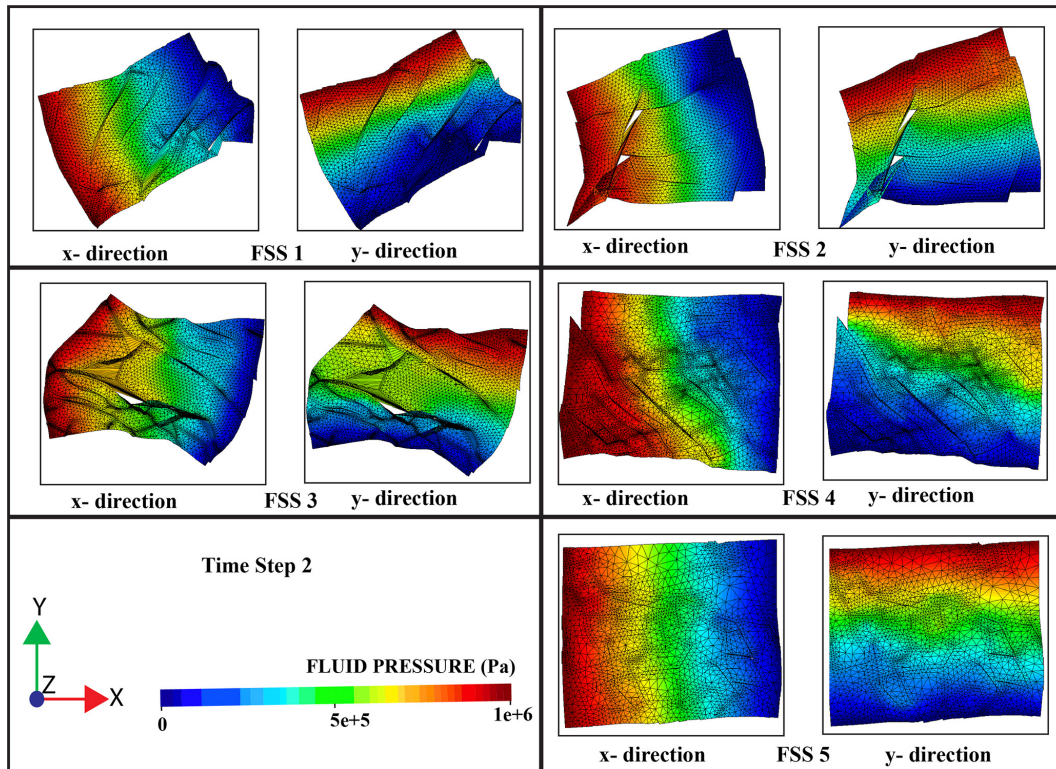 x- direction FSS 1 y- direction
x- direction FSS 2 y- direction
x- direction FSS 3 y- direction
x- direction FSS 4 y- direction
Time Step 2
Y
Z X
FLUID PRESSURE (Pa)
0 5e+5 1e+6
x- direction FSS 5 y- direction